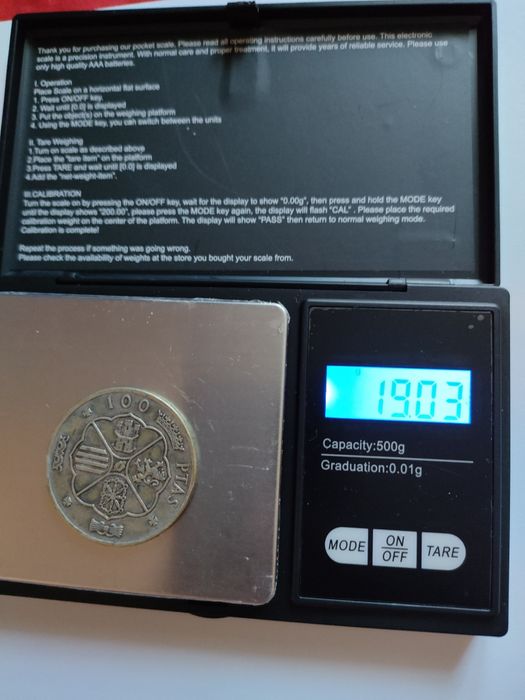 Thank you for purchasing our pocket scale. Please read all operating instructions carefully before use. This electronic
scale is a precision instrument. With normal care and proper treatment, it will provide years of reliable service. Please use
only high quality AAA batteries.
I. Operation
Place Scale on a horizontal flat surface
1. Press ON/OFF key.
2. Wait until [0.0] is displayed
3. Put the object(s) on the weighing platform
4. Using the MODE key, you can switch between the units
II. Tare Weighing
1.Turn on scale as described above
2.Place the "tare item" on the platform
3.Press TARE and wait until [0.0] is displayed
4.Add the "net-weight-item".
III.CALIBRATION
Turn the scale on by pressing the ON/OFF key, wait for the display to show "0.00g", then press and hold the MODE key
until the display shows "200.00", please press the MODE key again, the display will flash "CAL" . Please place the required
calibration weight on the center of the platform. The display will show "PASS" then return to normal weighing mode.
Calibration is complete!
Repeat the process if something was going wrong.
Please check the availability of weights at the store you bought your scale from.
100 PTAS
g
19.03
Capacity:500g
Graduation:0.01g
MODE
ON
OFF
TARE